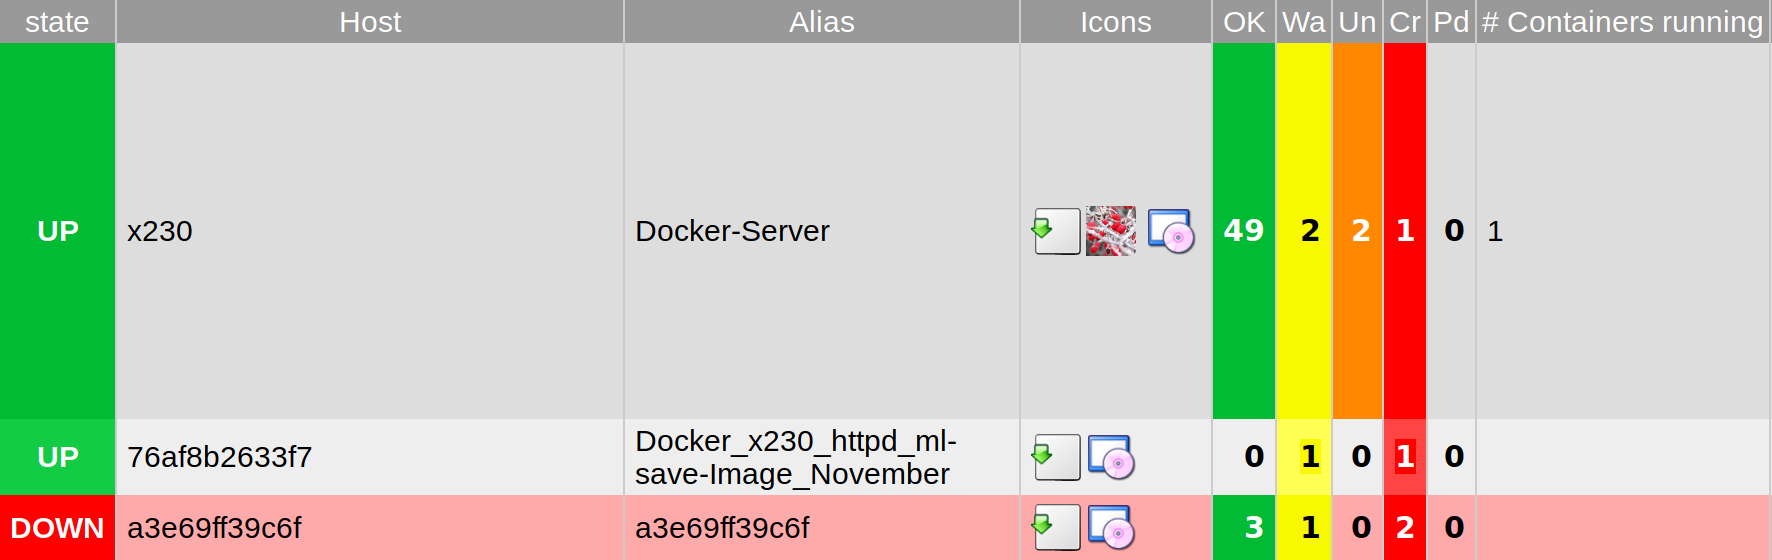 state Host Alias Icons OK Wa Un Cr Pd # Containers running
UP x230 Docker-Server 49 2 2 1 0 1
UP 76af8b2633f7 Docker_x230_httpd_ml-
save-Image_November 0 1 0 1 0
DOWN a3e69ff39c6f a3e69ff39c6f 3 1 0 2 0